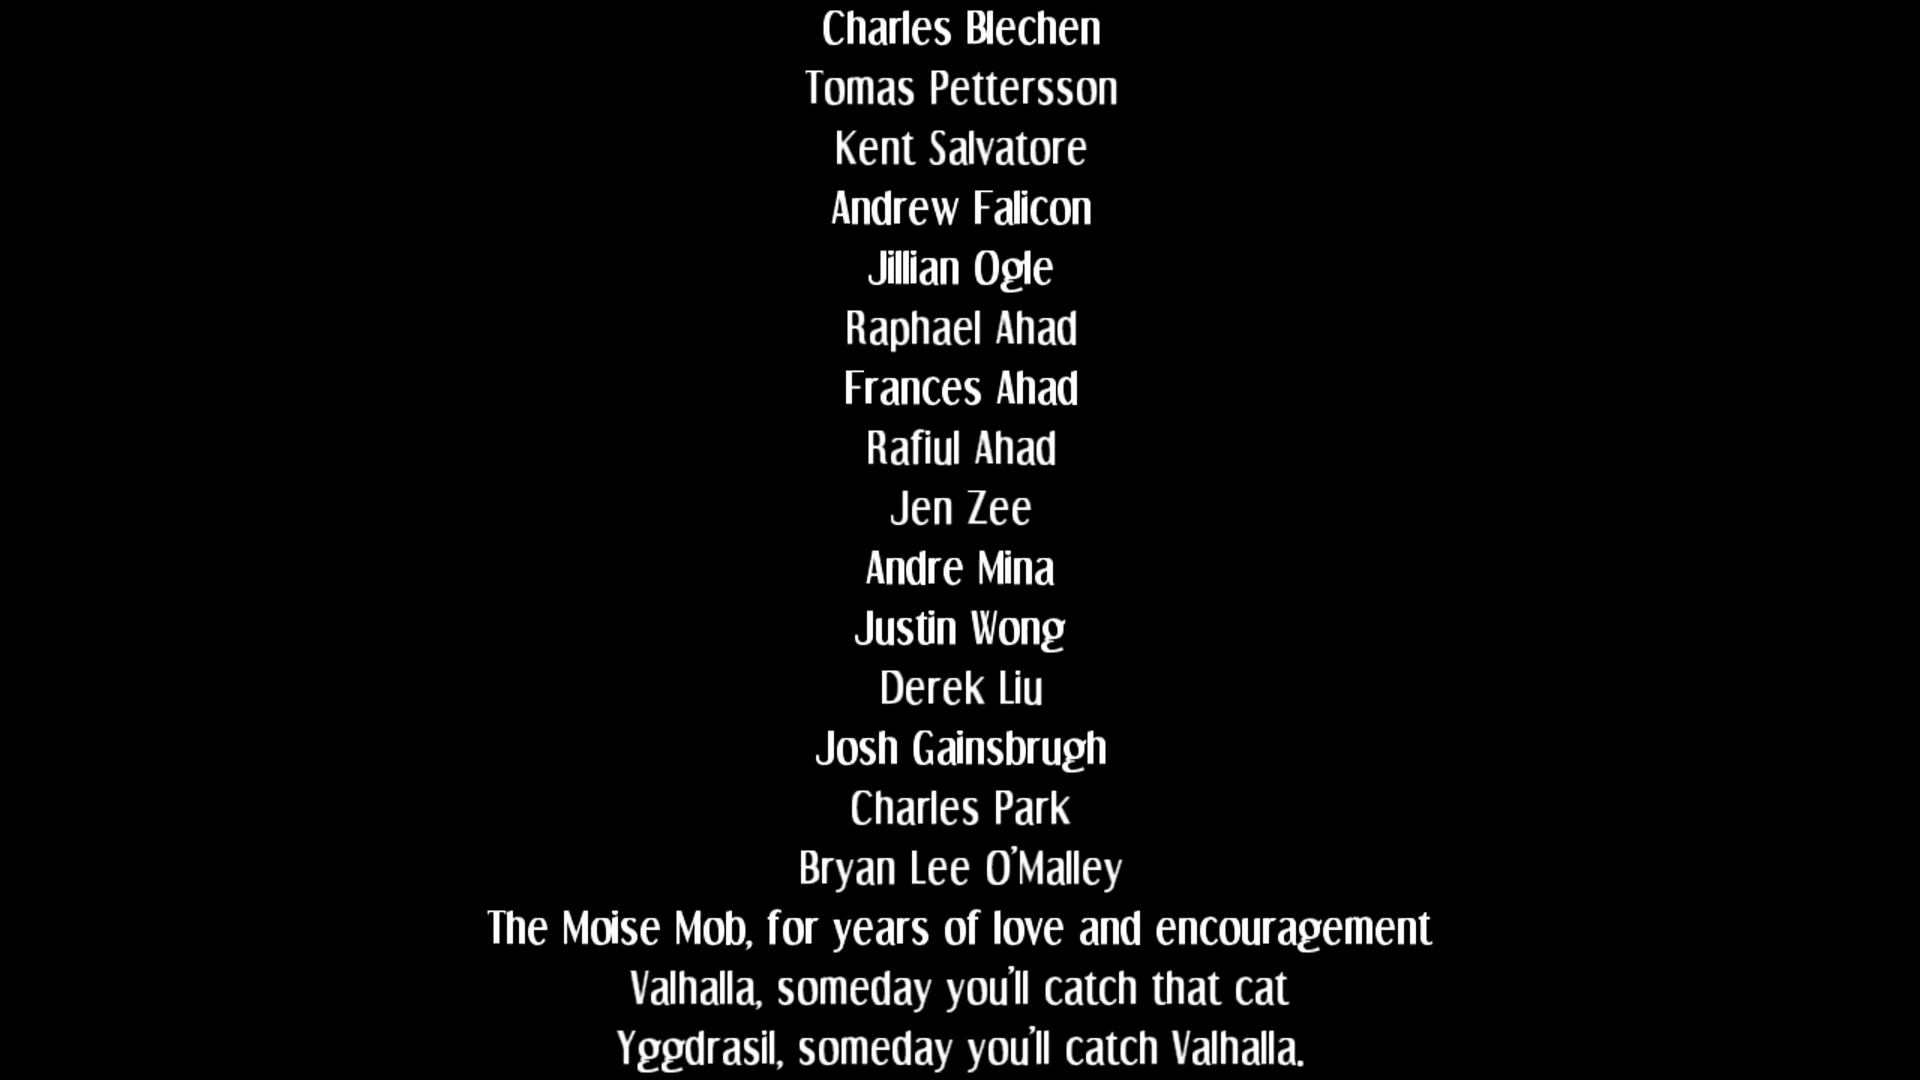 Charles Blechen
Tomas Pettersson
Kent Salvatore
Andrew Falicon
Jillian Ogle
Raphael Ahad
Frances Ahad
Rafiul Ahad
Jen Zee
Andre Mina
Justin Wong
Derek Liu
Josh Gainsbrugh
Charles Park
Bryan Lee O'Malley
The Moise Mob, for years of love and encouragement
Valhalla, someday you'll catch that cat
Yggdrasil, someday you'll catch Valhalla.